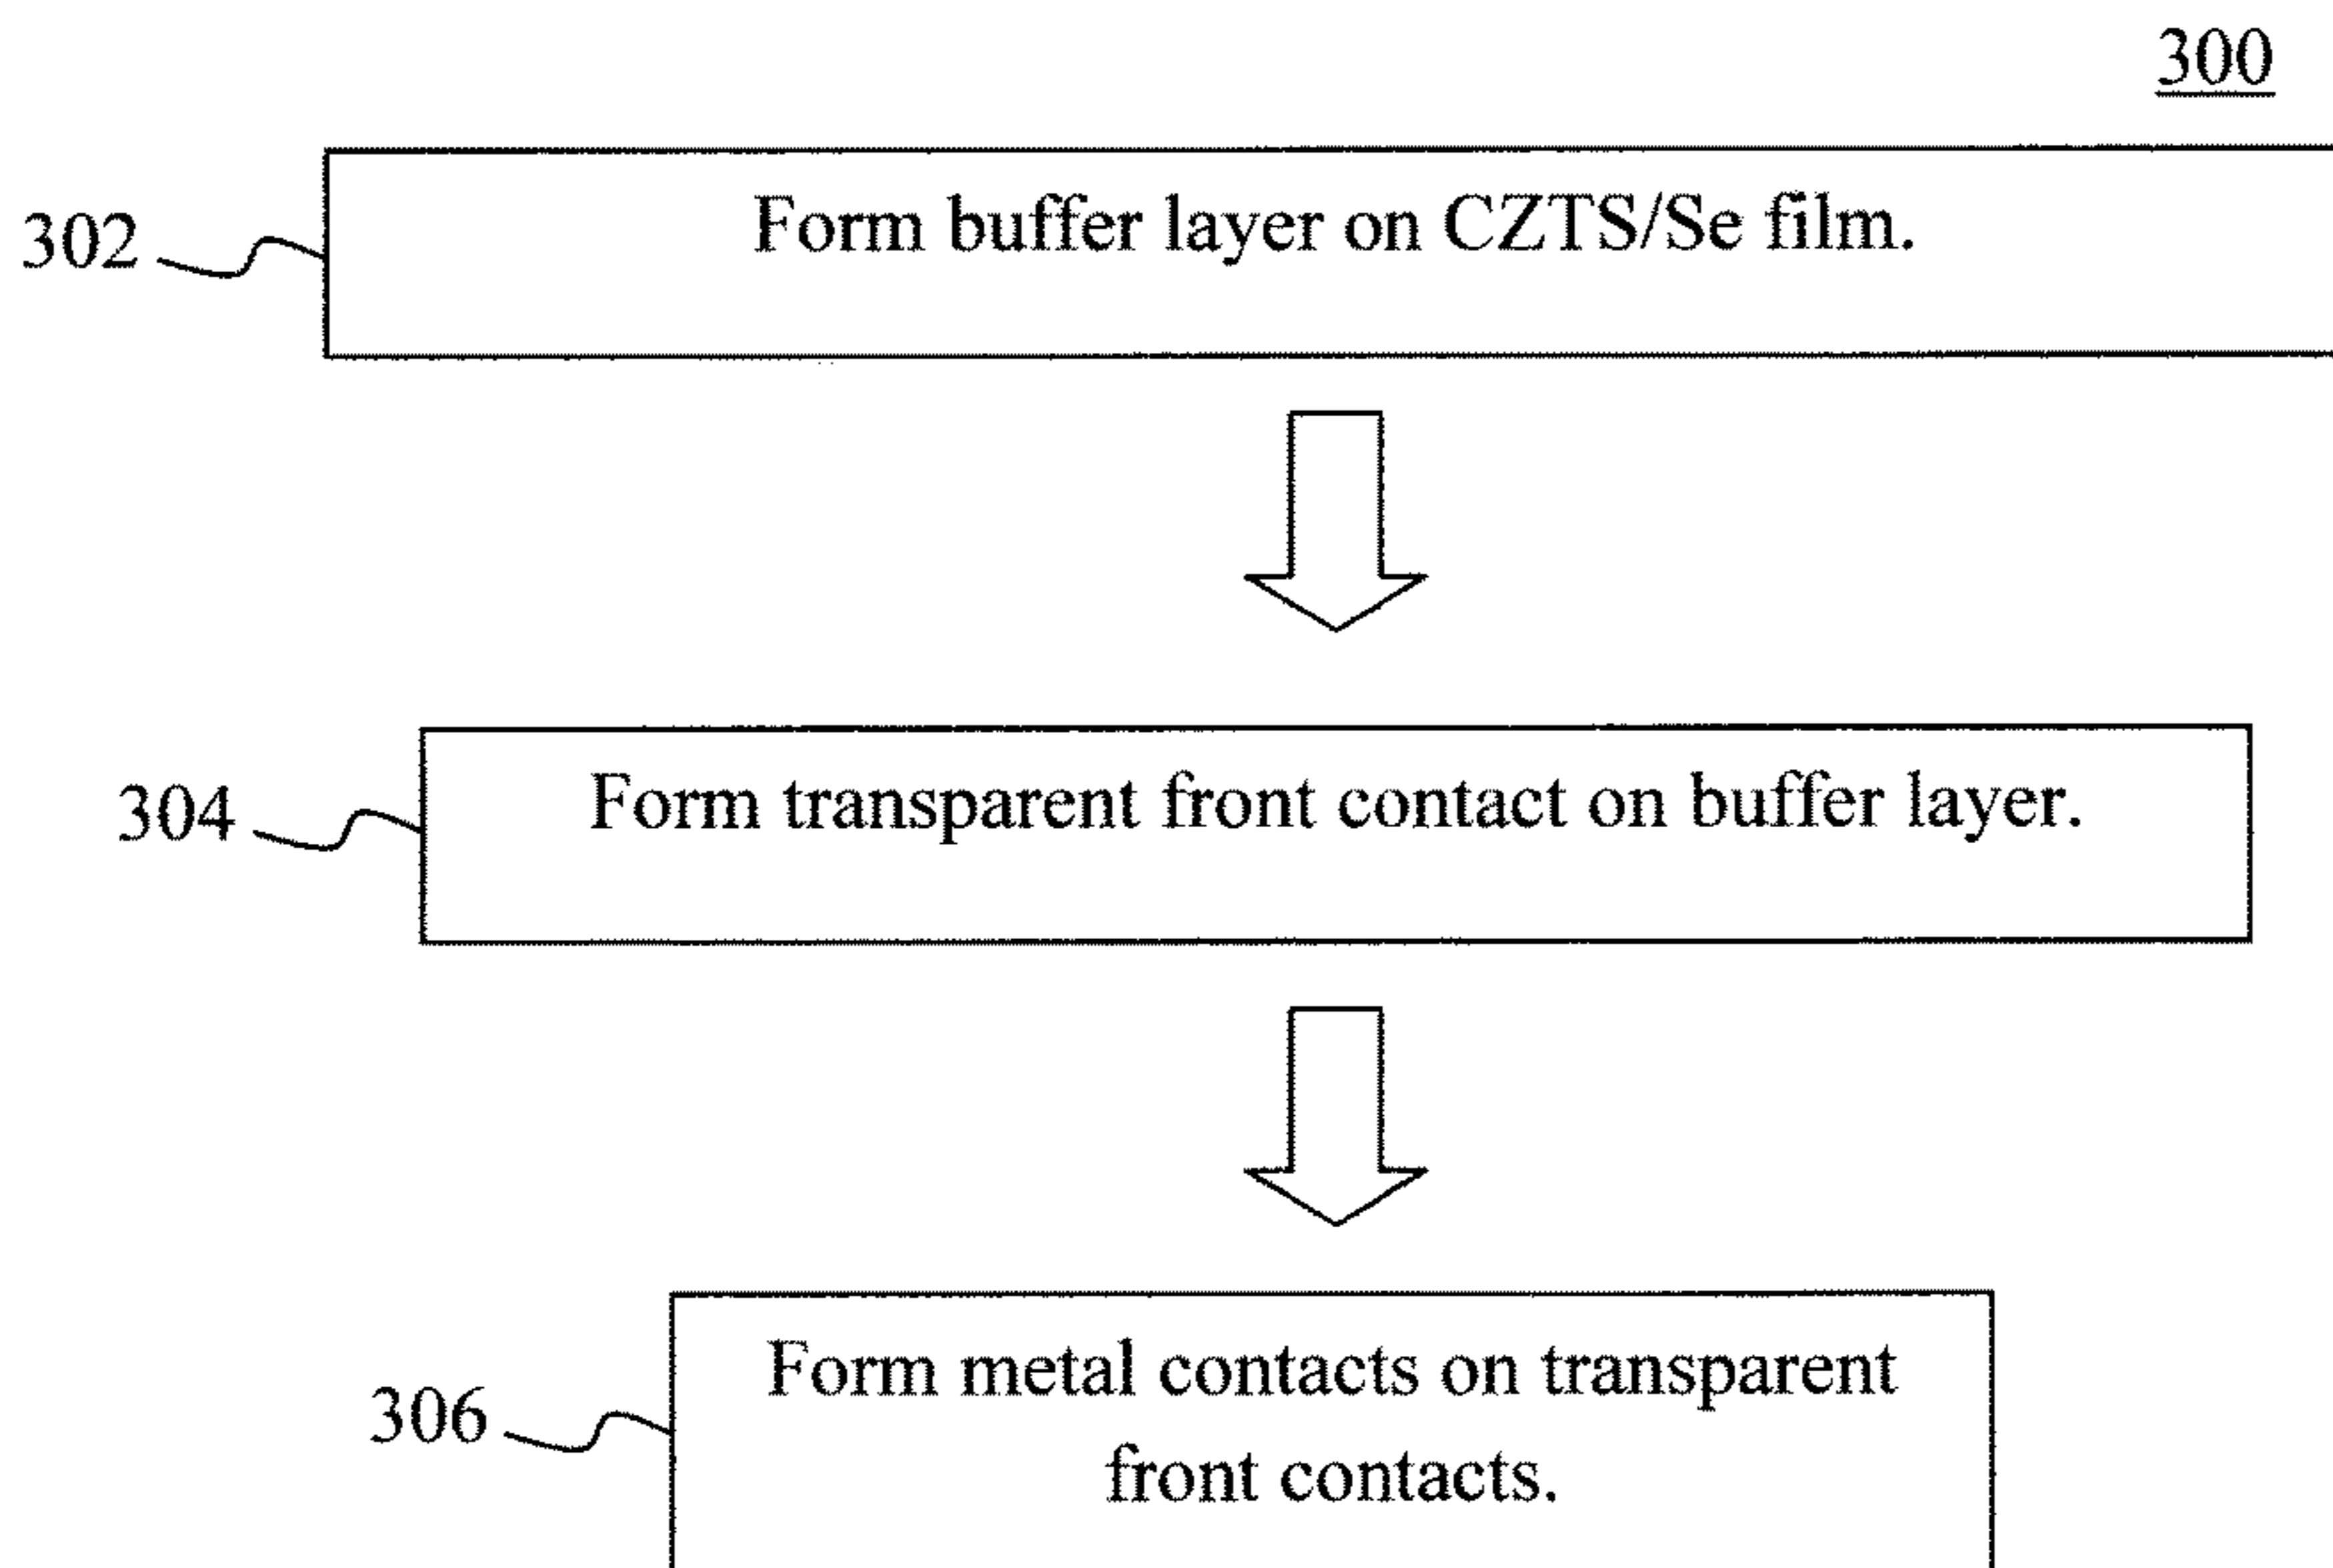 300
302
Form buffer layer on CZTS/Se film.
304
Form transparent front contact on buffer layer.
306
Form metal contacts on transparent
front contacts.